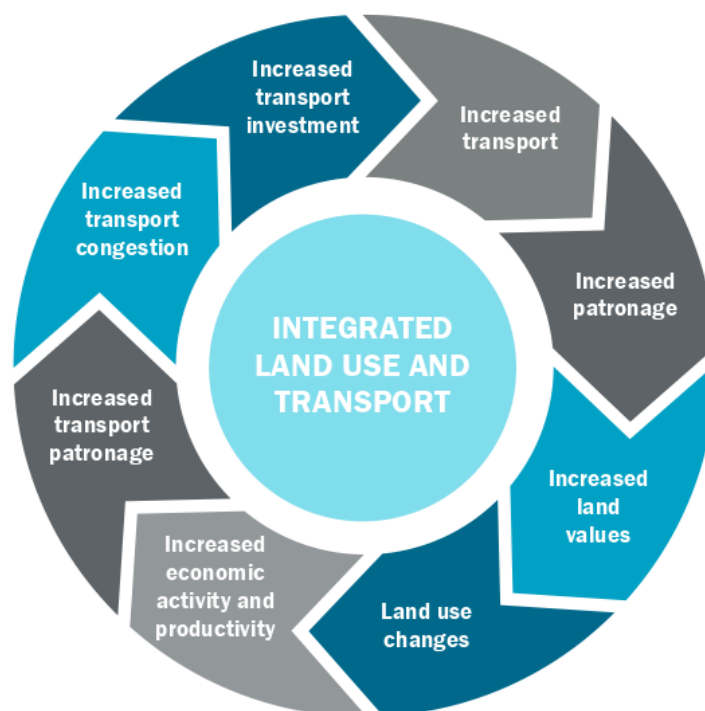 Increased
transport
investment
Increased
transport
Increased
patronage
Increased
land
values
Land use
changes
Increased
economic
activity and
productivity
Increased
transport
patronage
Increased
transport
congestion
INTEGRATED
LAND USE AND
TRANSPORT